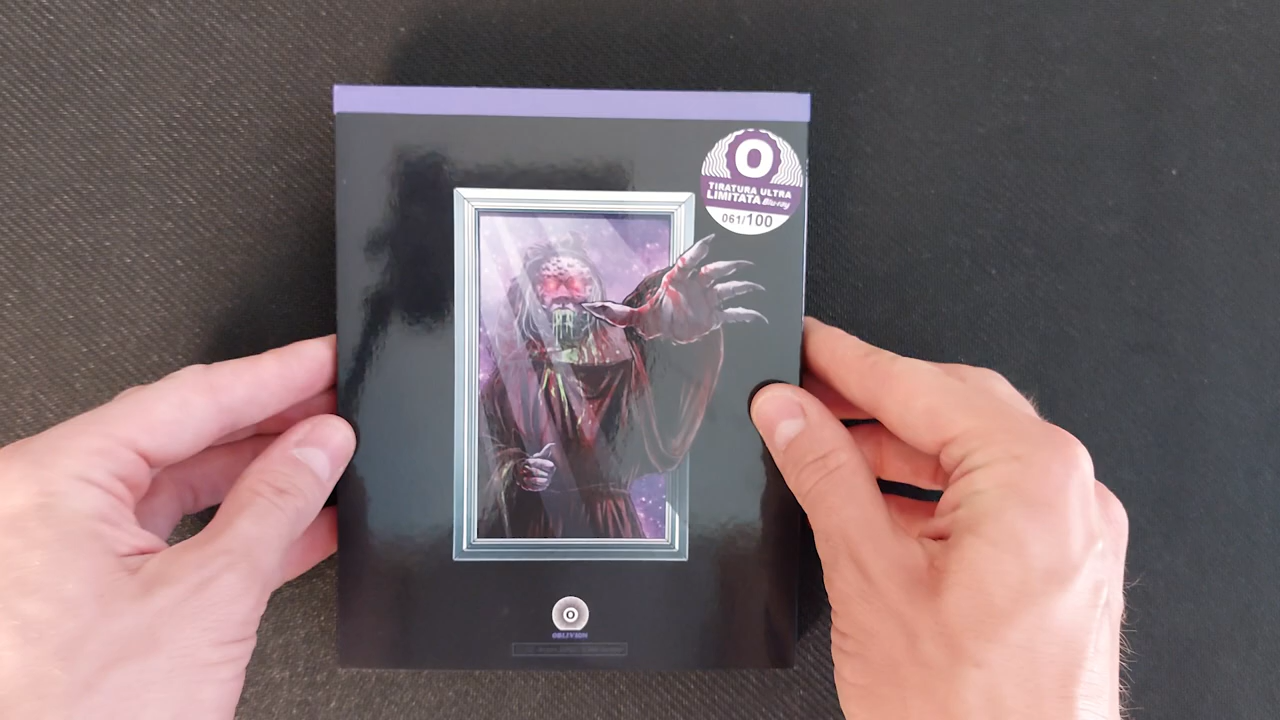 O
TIRATURA ULTRA
LIMITATA Blu-ray
061/100
O
OBLIVION